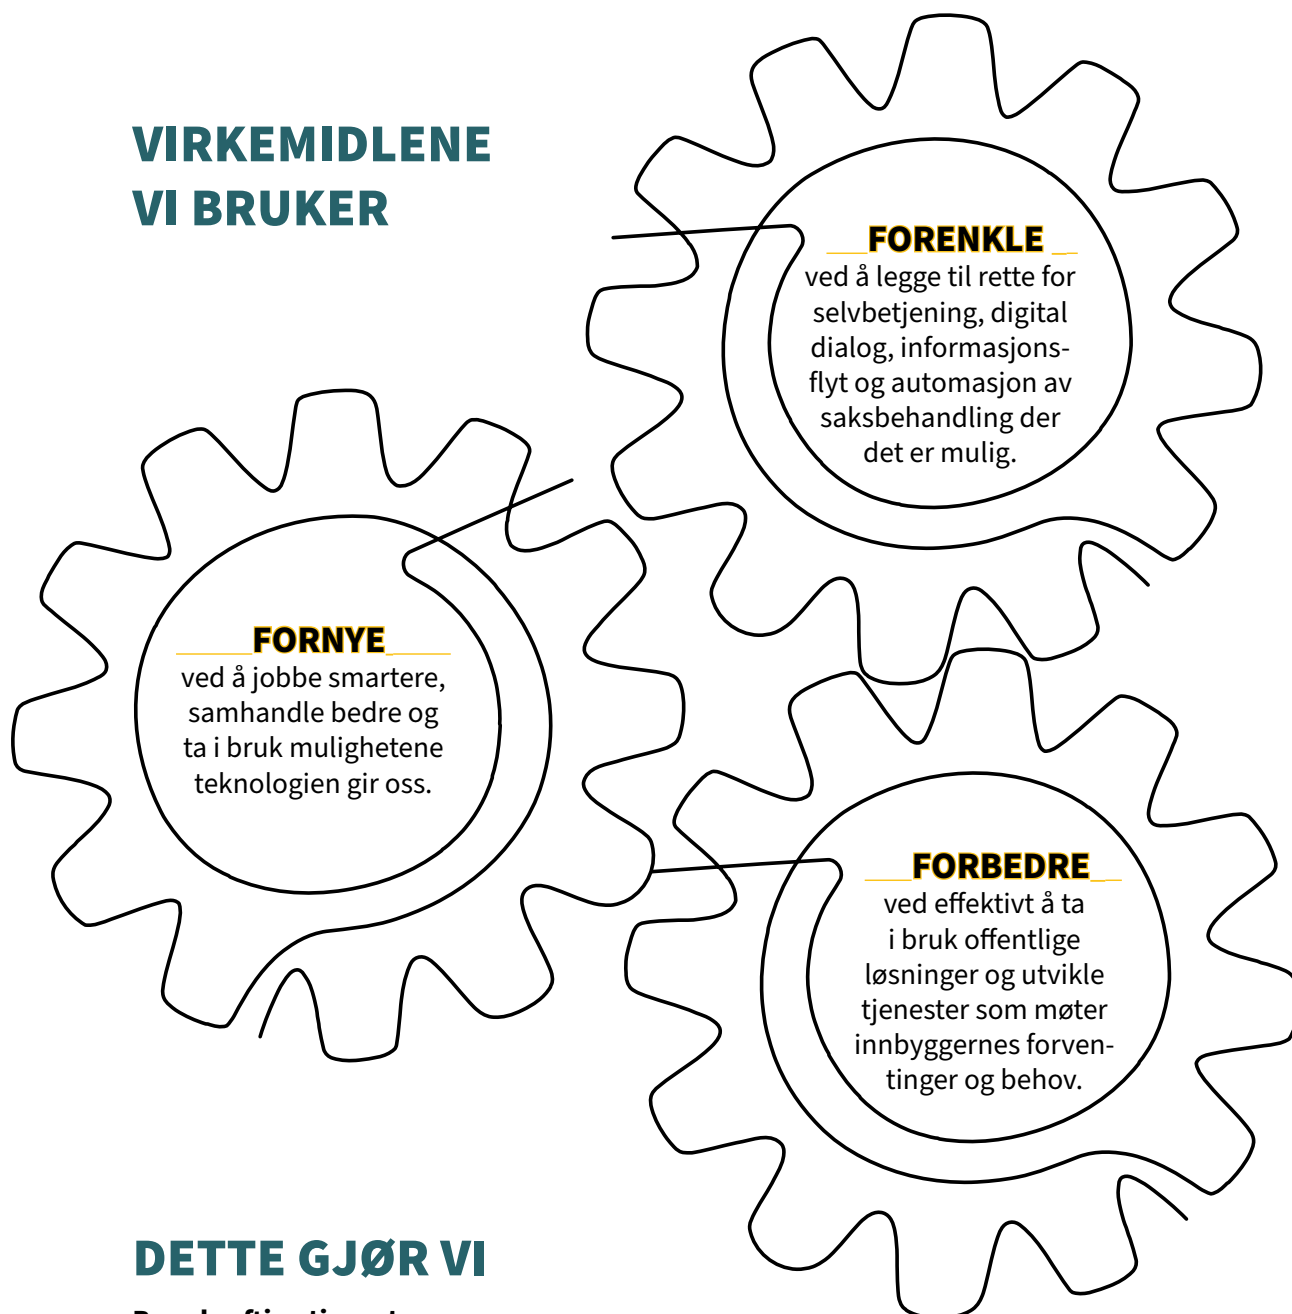 VIRKEMIDLENE
VI BRUKER
FORENKLE
ved å legge til rette for
selvbetjening, digital
dialog, informasjons-
flyt og automasjon av
saksbehandling der
det er mulig.
FORNYE
ved å jobbe smartere,
samhandle bedre og
ta i bruk mulighetene
teknologien gir oss.
FORBEDRE
ved effektivt å ta
i bruk offentlige
løsninger og utvikle
tjenester som møter
innbyggernes forven-
tinger og behov.
DETTE GJØR VI